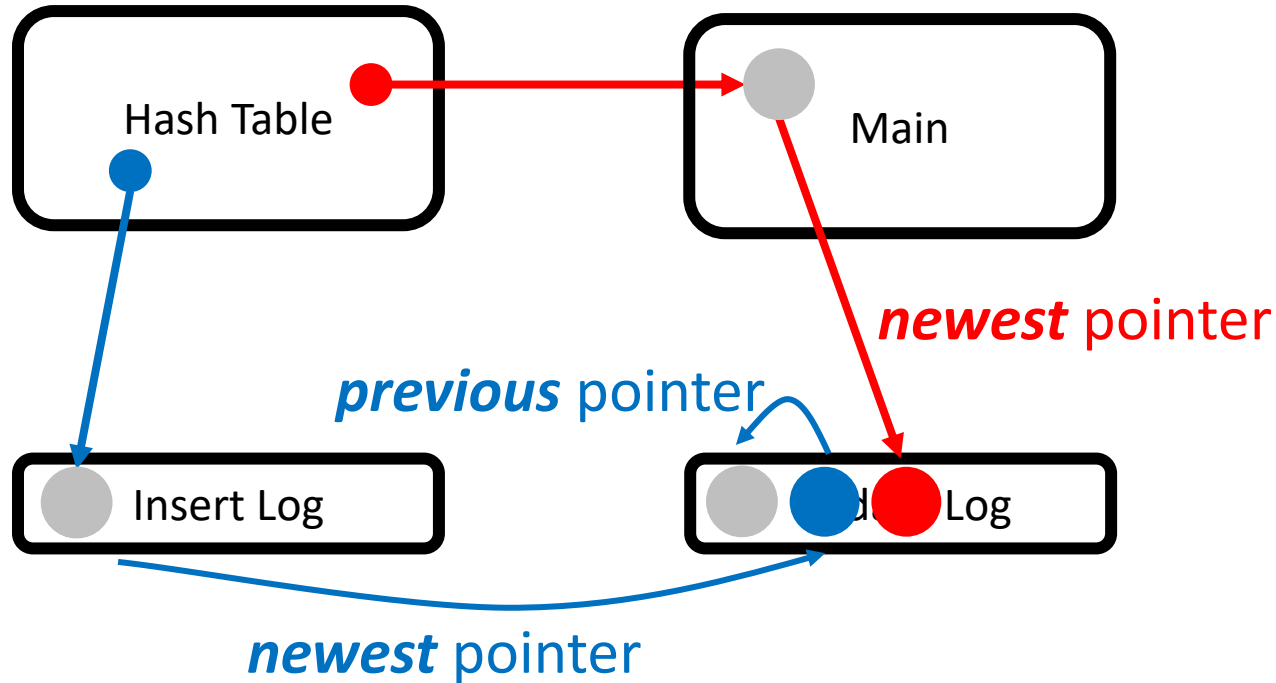 Hash Table
Main
newest pointer
previous pointer
Insert Log
Log
newest pointer